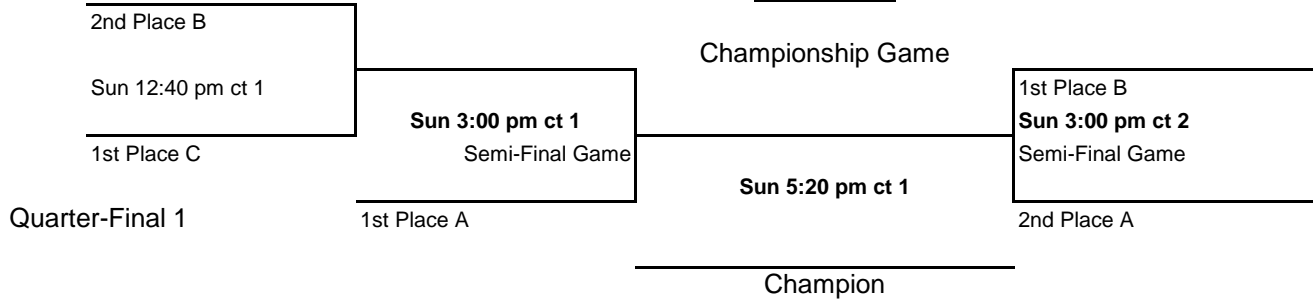 2nd Place B
Championship Game
Sun 12:40 pm ct 1
1st Place B
Sun 3:00 pm ct 1
Sun 3:00 pm ct 2
1st Place C
Semi-Final Game
Semi-Final Game
Sun 5:20 pm ct 1
Quarter-Final 1
1st Place A
2nd Place A
Champion